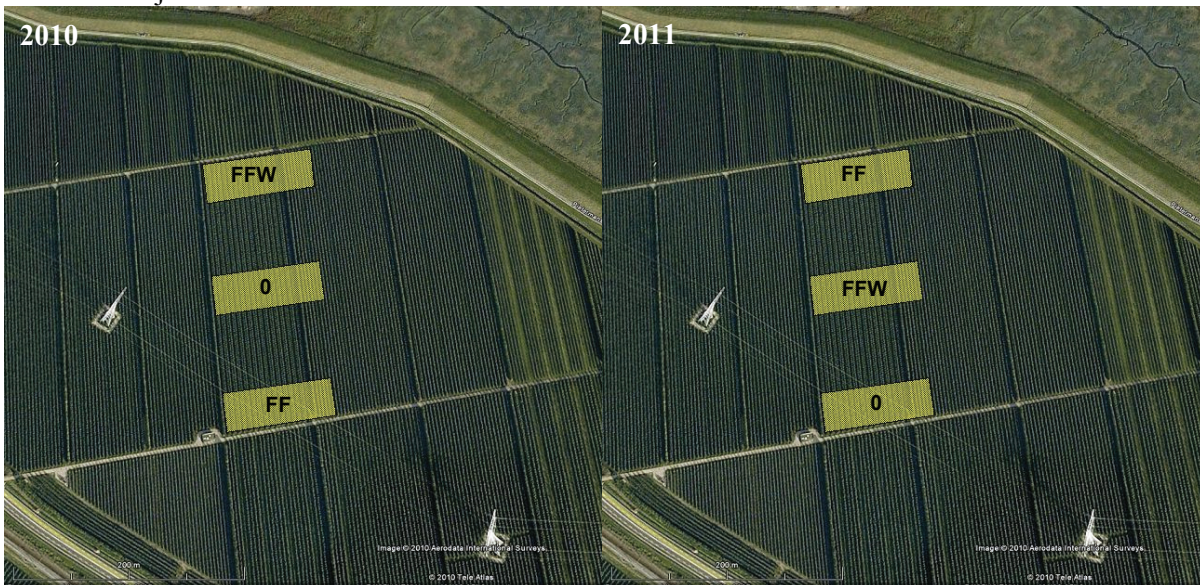 j
2010
FFW
0
FF
200 m
Image © 2010 Aerodata International Surveys
© 2010 Tele Atlas
2011
FF
FFW
0
200 m
Image © 2010 Aerodata International Surveys
© 2010 Tele Atlas